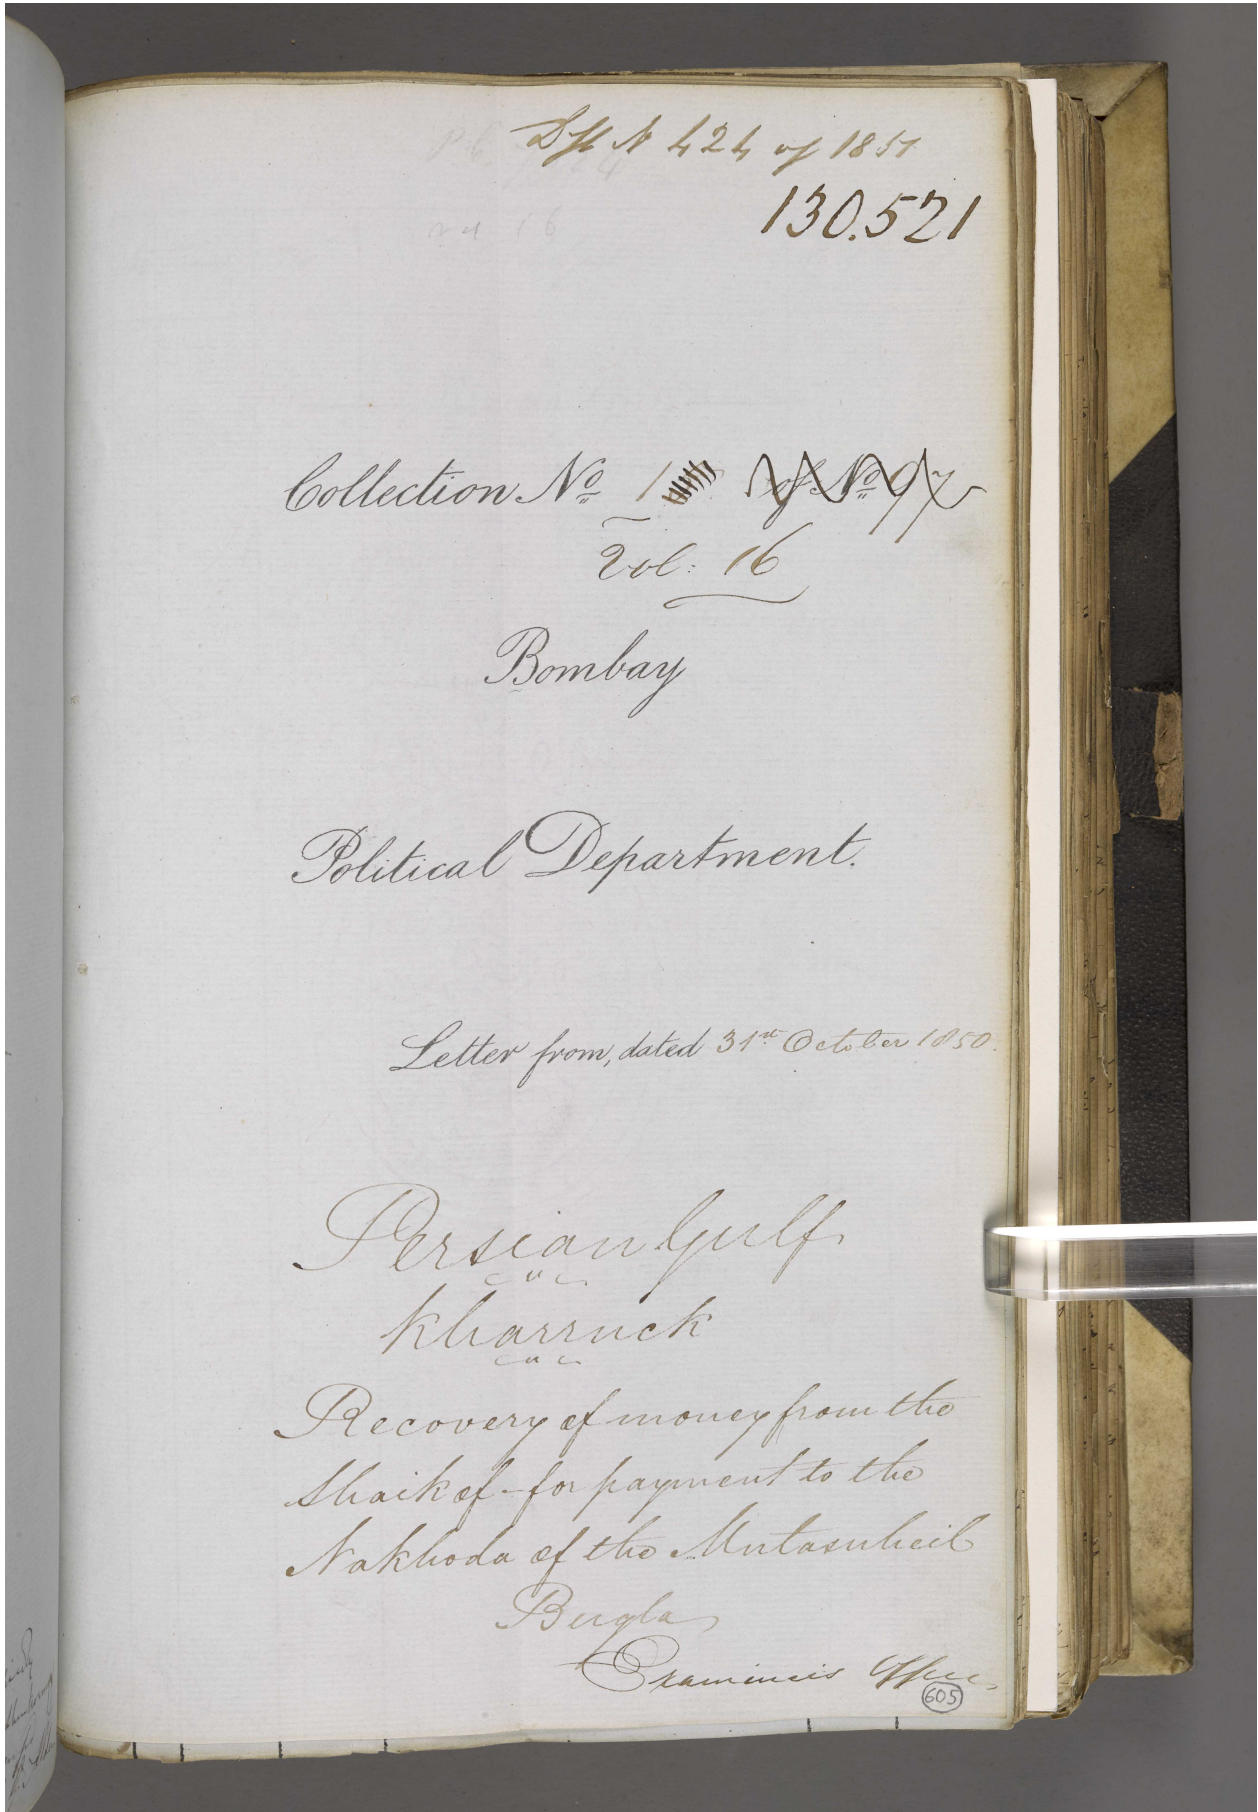 Dft N 424 of 1851
130.521
Collection No 1 of No 97
Vol: 16
Bombay
Political Department.
Letter from, dated 31st October 1850.
Persian Gulf
Kharruck
Recovery of money from the
Shaik of - for payment to the
Nakhoda of the Mutasuheil
Bugla
Examiners Office
605